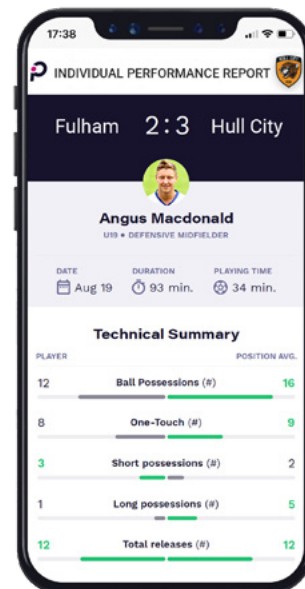 17:38
INDIVIDUAL PERFORMANCE REPORT
Fulham 2:3 Hull City
Angus Macdonald
U19 • DEFENSIVE MIDFIELDER
DATE DURATION PLAYING TIME
Aug 19 93 min. 34 min.
Technical Summary
PLAYER POSITION AVG.
12 Ball Possessions (#) 16
8 One-Touch (#) 9
3 Short possessions (#) 2
1 Long possessions (#) 5
12 Total releases (#) 12